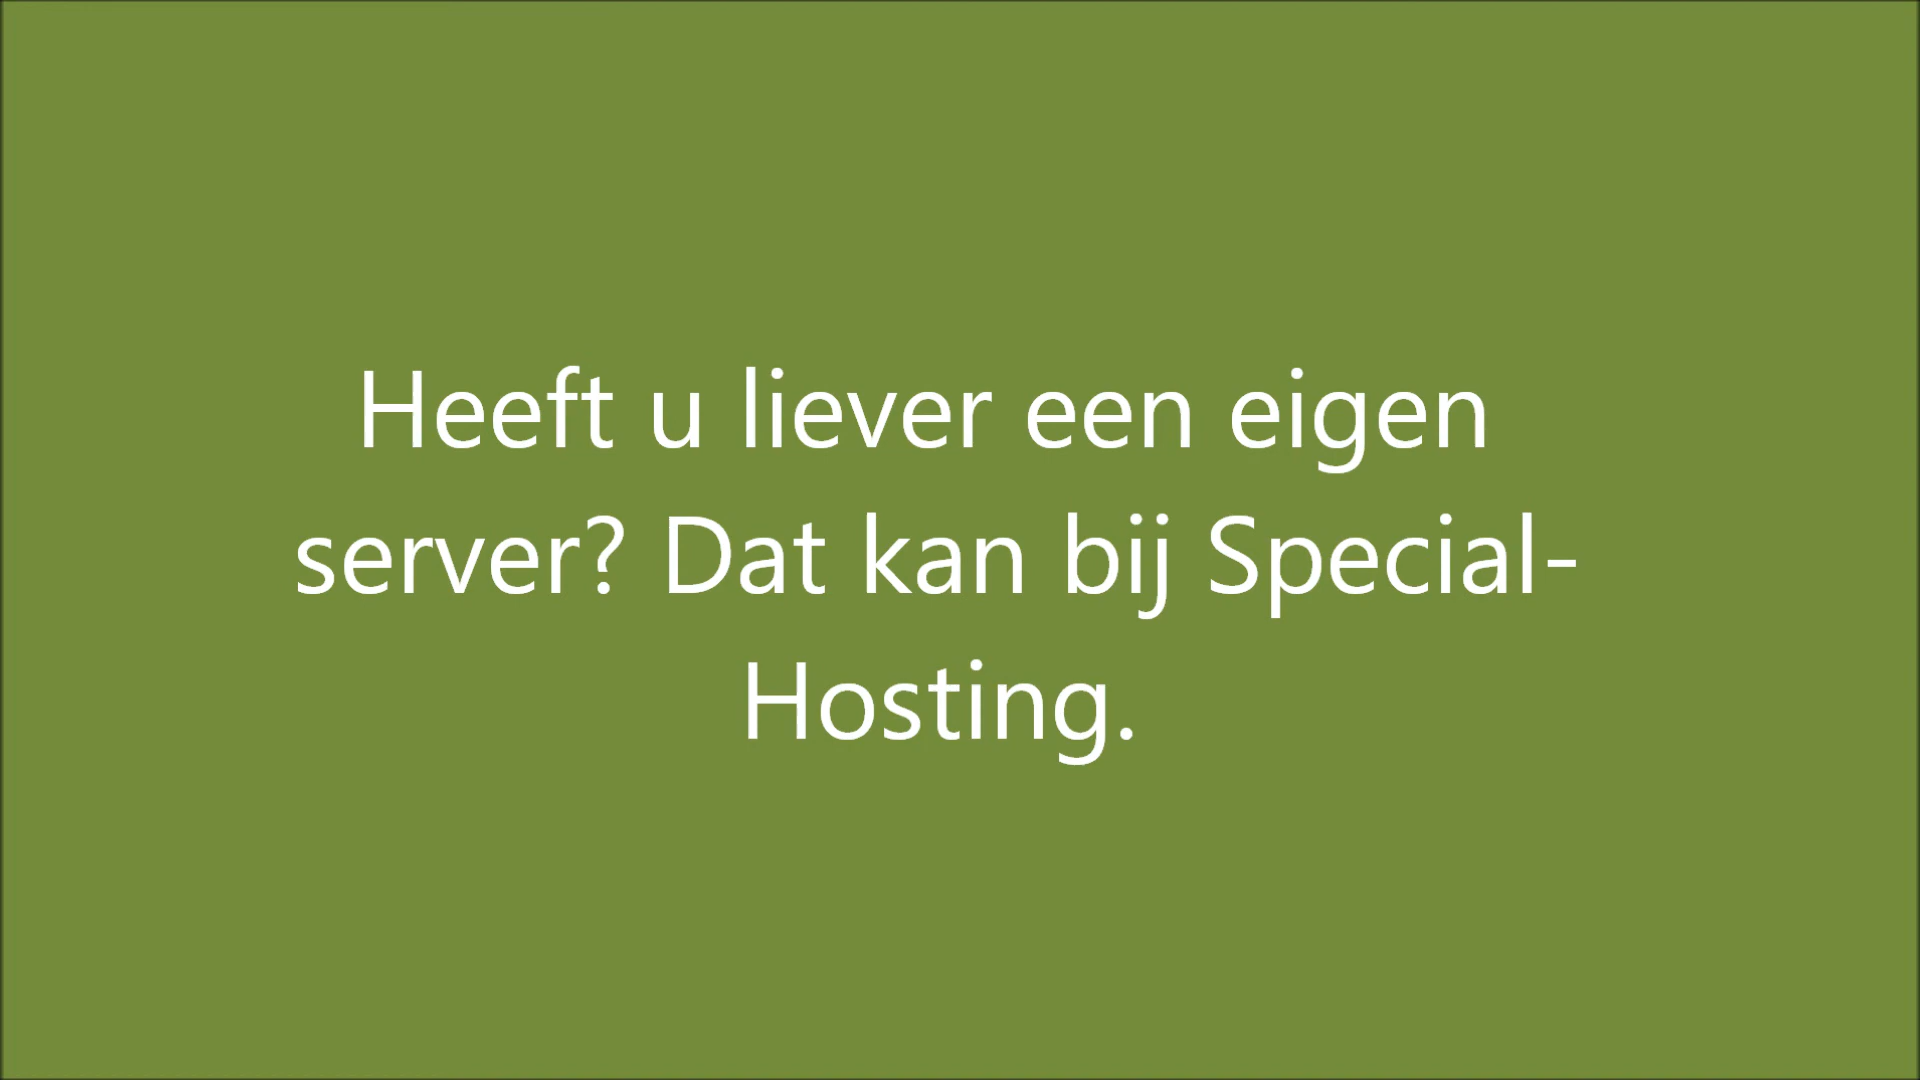 Heeft u liever een eigen
server? Dat kan bij Special-
Hosting.